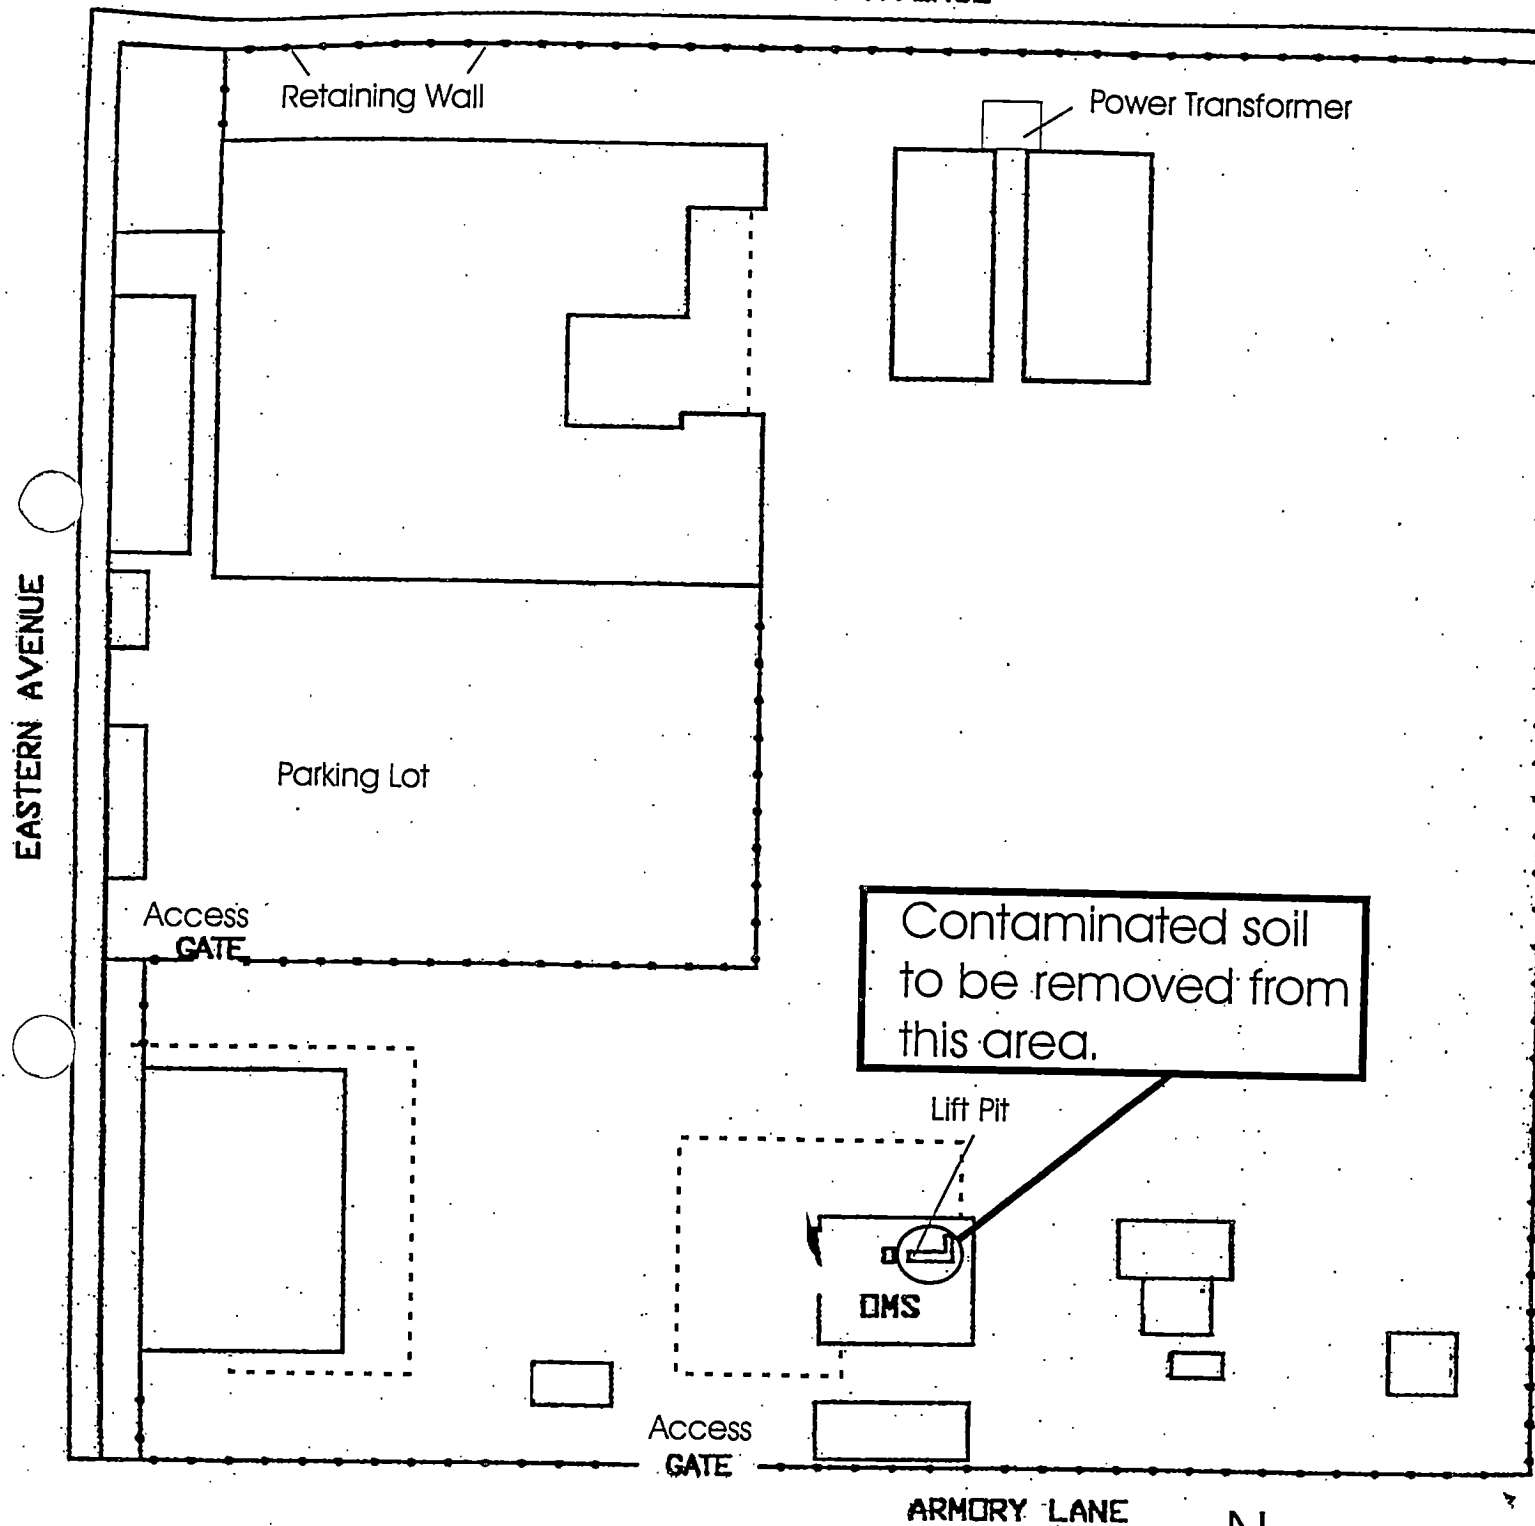 Retaining Wall
Power Transformer
EASTERN AVENUE
Parking Lot
Access
GATE
Contaminated soil
to be removed from
this area.
Lift Pit
OMS
Access
GATE
ARMORY LANE
N